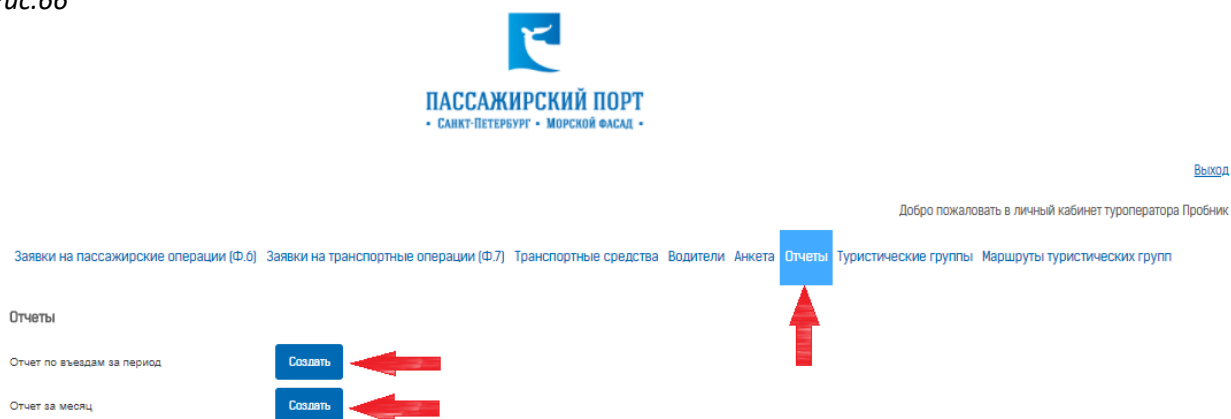 ПАССАЖИРСКИЙ ПОРТ
• САНКТ-ПЕТЕРБУРГ • МОРСКОЙ ФАСАД •
Выход
Добро пожаловать в личный кабинет туроператора Пробник
Заявки на пассажирские операции (Ф.6) Заявки на транспортные операции (Ф.7) Транспортные средства Водители Анкета Отчеты Туристические группы Маршруты туристических групп
Отчеты
Отчет по въездам за период Создать
Отчет за месяц Создать